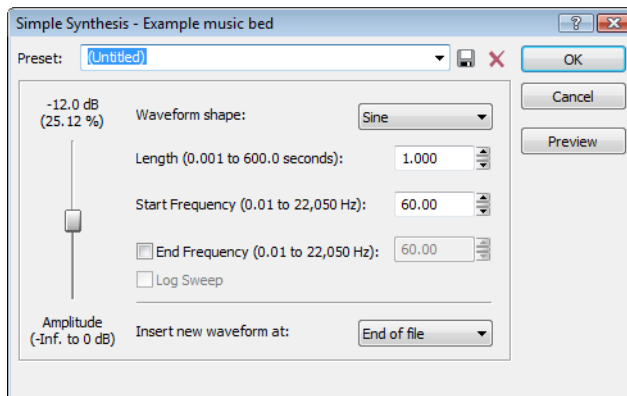 Simple Synthesis - Example music bed
Preset: (Untitled)
OK
Cancel
Preview
-12.0 dB
(25.12 %)
Waveform shape: Sine
Length (0.001 to 600.0 seconds): 1.000
Start Frequency (0.01 to 22,050 Hz): 60.00
End Frequency (0.01 to 22,050 Hz): 60.00
Log Sweep
Amplitude
(-Inf. to 0 dB)
Insert new waveform at: End of file